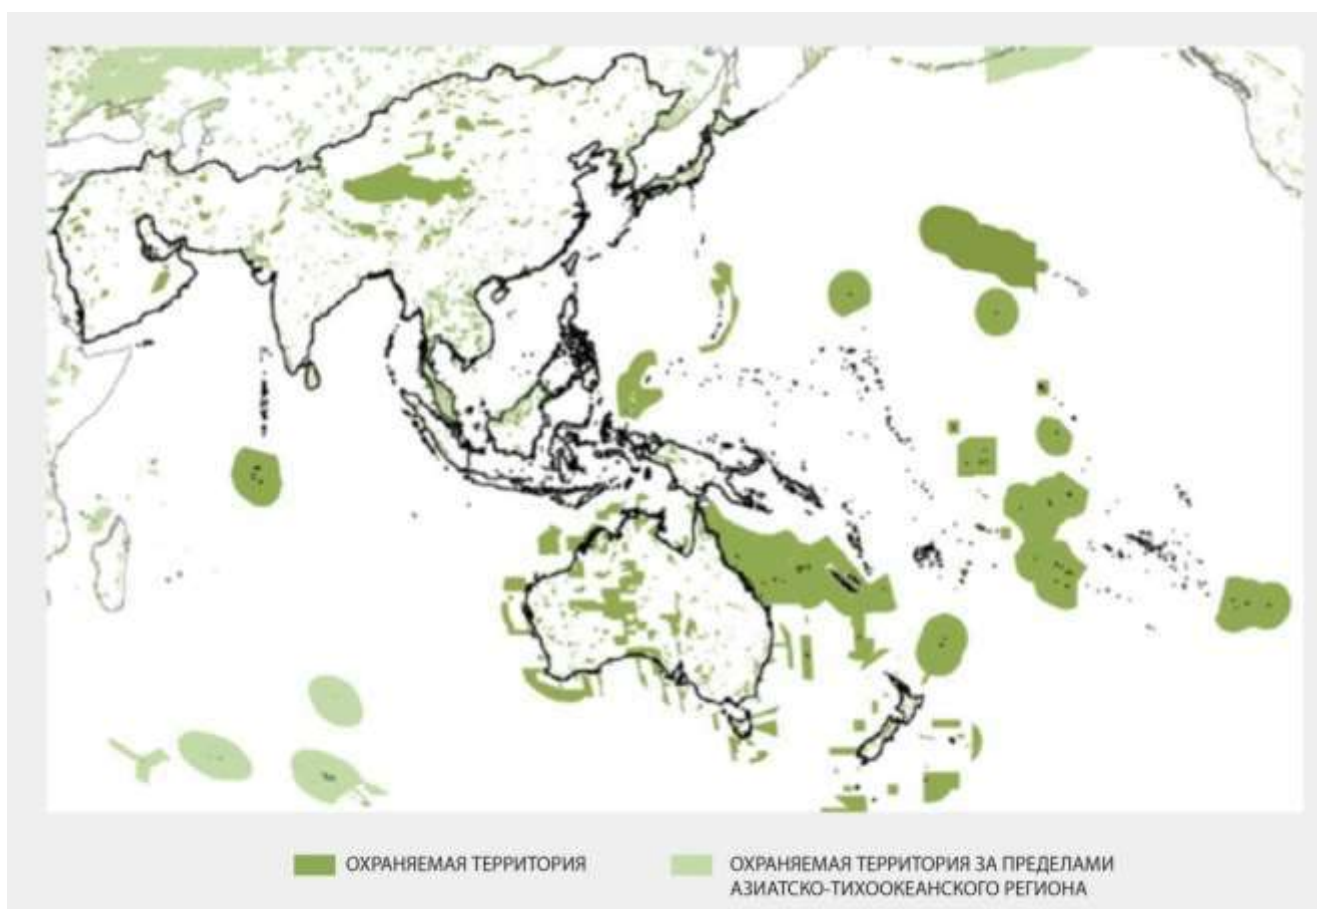 ОХРАНЯЕМАЯ ТЕРРИТОРИЯ
ОХРАНЯЕМАЯ ТЕРРИТОРИЯ ЗА ПРЕДЕЛАМИ
АЗИАТСКО-ТИХООКЕАНСКОГО РЕГИОНА